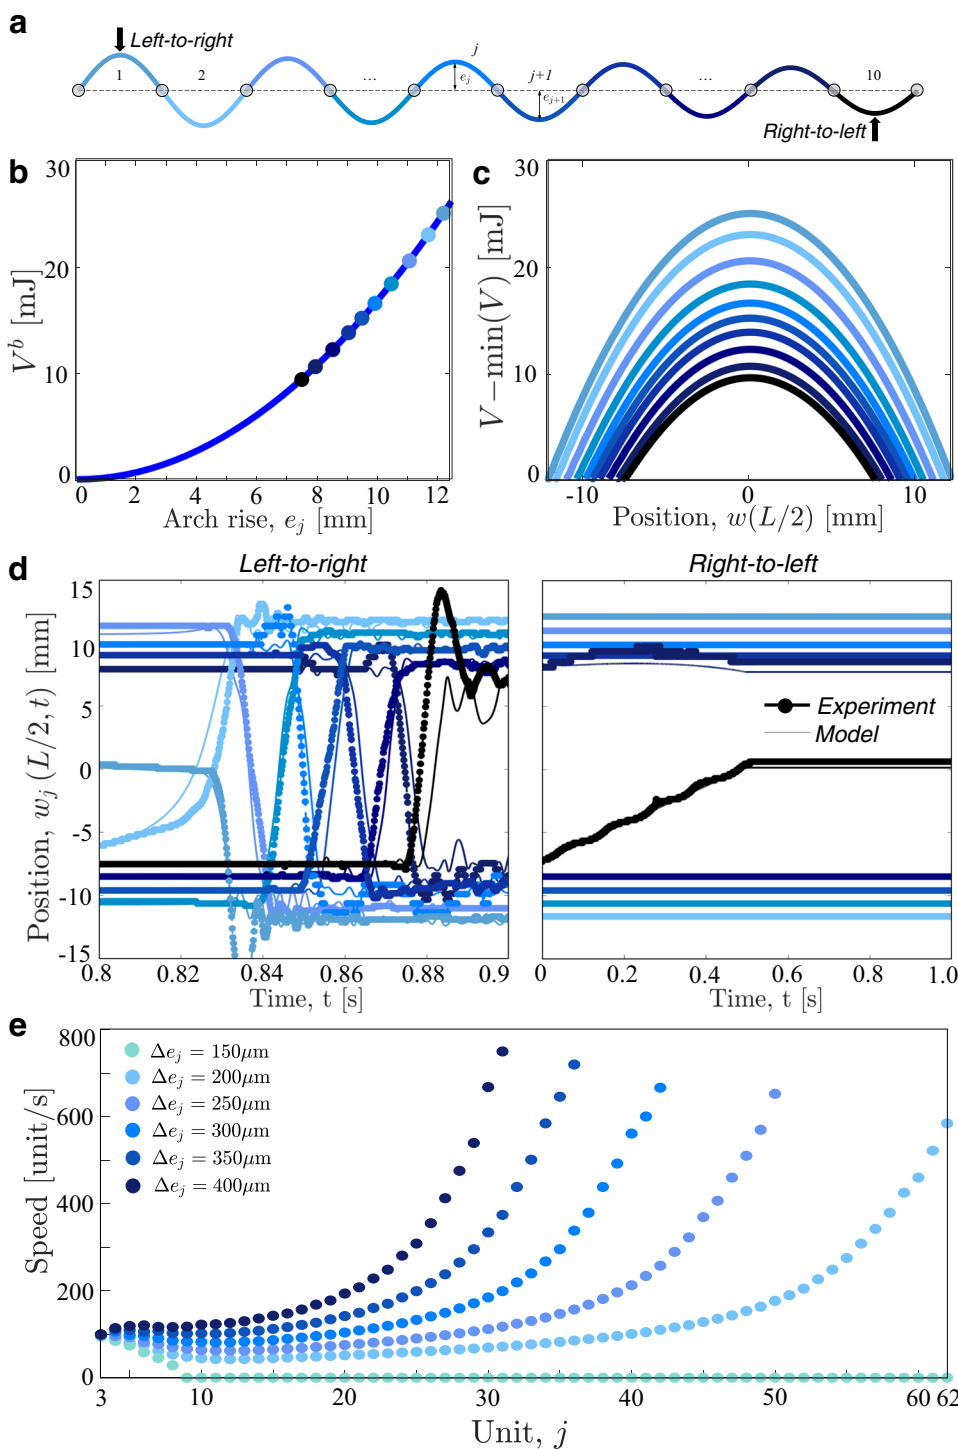 a
Left-to-right
1
2
...
j
e_j
j+1
e_{j+1}
...
10
Right-to-left
b
30
20
10
0
V^b [mJ]
0
2
4
6
8
10
12
Arch rise, e_j [mm]
c
30
20
10
0
V−min(V) [mJ]
-10
0
10
Position, w(L/2) [mm]
d
Left-to-right
15
10
5
0
-5
-10
-15
Position, w_j (L/2, t) [mm]
0.8
0.82
0.84
0.86
0.88
0.9
Time, t [s]
Right-to-left
Experiment
Model
0
0.2
0.4
0.6
0.8
1.0
Time, t [s]
e
800
600
400
200
0
Speed [unit/s]
Δe_j = 150μm
Δe_j = 200μm
Δe_j = 250μm
Δe_j = 300μm
Δe_j = 350μm
Δe_j = 400μm
3
10
20
30
40
50
60 62
Unit, j